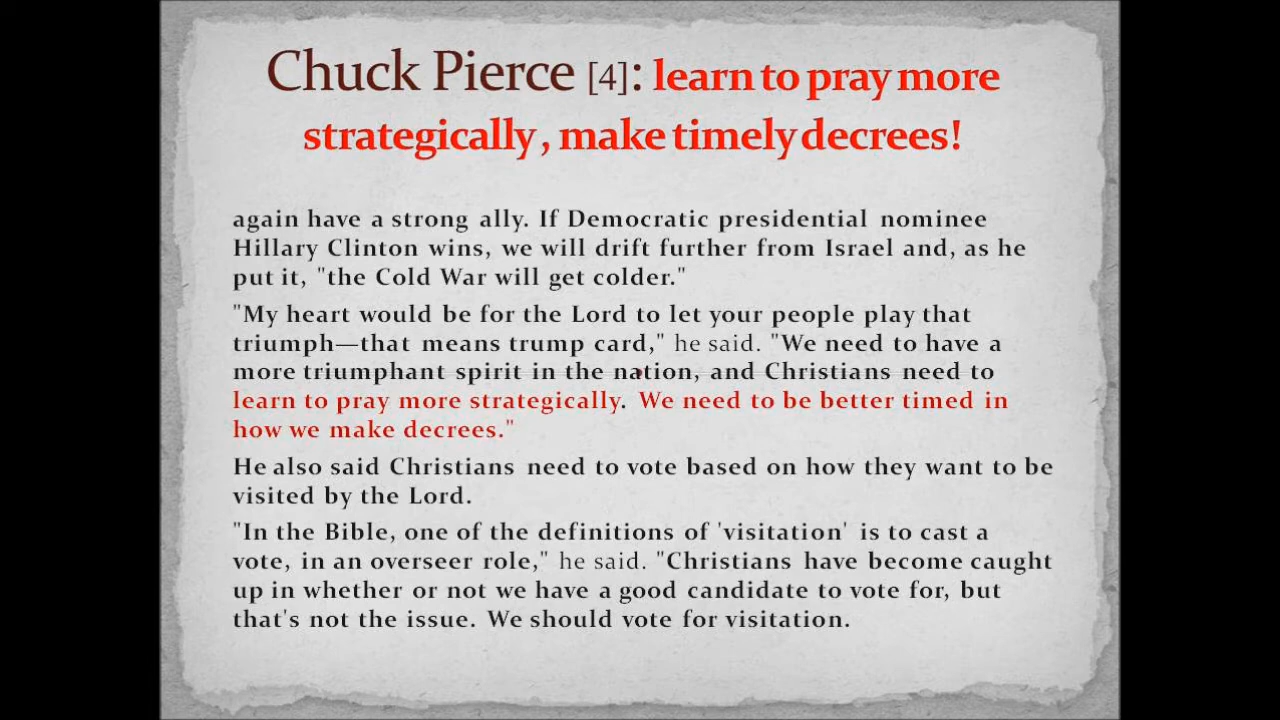 Chuck Pierce [4]: learn to pray more
strategically, make timely decrees!
again have a strong ally. If Democratic presidential nominee
Hillary Clinton wins, we will drift further from Israel and, as he
put it, "the Cold War will get colder."
"My heart would be for the Lord to let your people play that
triumph—that means trump card," he said. "We need to have a
more triumphant spirit in the nation, and Christians need to
learn to pray more strategically. We need to be better timed in
how we make decrees."
He also said Christians need to vote based on how they want to be
visited by the Lord.
"In the Bible, one of the definitions of 'visitation' is to cast a
vote, in an overseer role," he said. "Christians have become caught
up in whether or not we have a good candidate to vote for, but
that's not the issue. We should vote for visitation.